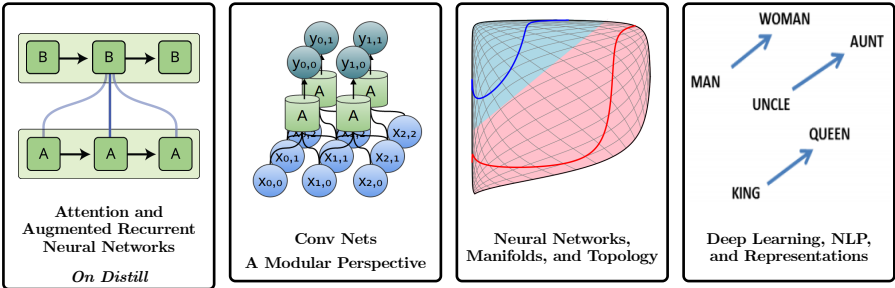 B B B
A A A
Attention and
Augmented Recurrent
Neural Networks
On Distill
y0,1 y1,1
y0,0 y1,0
A A
A A
x2,2
x0,1 x1,1 x2,1
x0,0 x1,0 x2,0
Conv Nets
A Modular Perspective
Neural Networks,
Manifolds, and Topology
WOMAN
AUNT
MAN
UNCLE
QUEEN
KING
Deep Learning, NLP,
and Representations